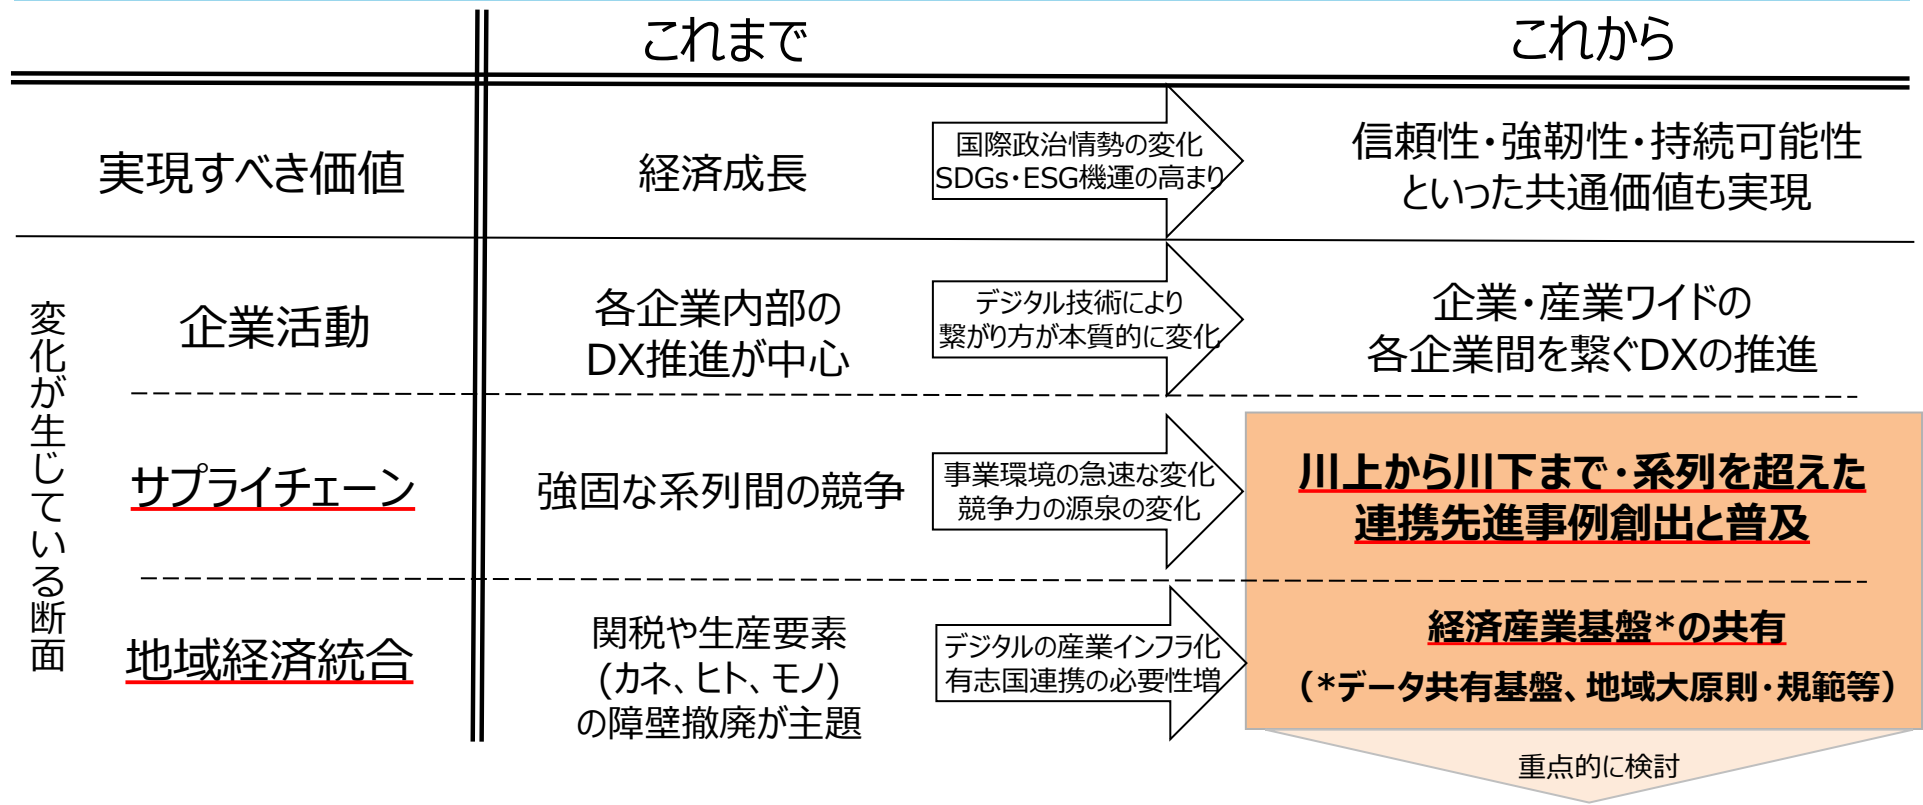 これまで
これから
実現すべき価値
経済成長
国際政治情勢の変化
SDGs・ESG機運の高まり
信頼性・強靭性・持続可能性
といった共通価値も実現
変化が生じている断面
企業活動
各企業内部の
DX推進が中心
デジタル技術により
繋がり方が本質的に変化
企業・産業ワイドの
各企業間を繋ぐDXの推進
サプライチェーン
強固な系列間の競争
事業環境の急速な変化
競争力の源泉の変化
川上から川下まで・系列を超えた
連携先進事例創出と普及
地域経済統合
関税や生産要素
(カネ、ヒト、モノ)
の障壁撤廃が主題
デジタルの産業インフラ化
有志国連携の必要性増
経済産業基盤*の共有
（*データ共有基盤、地域大原則・規範等）
重点的に検討